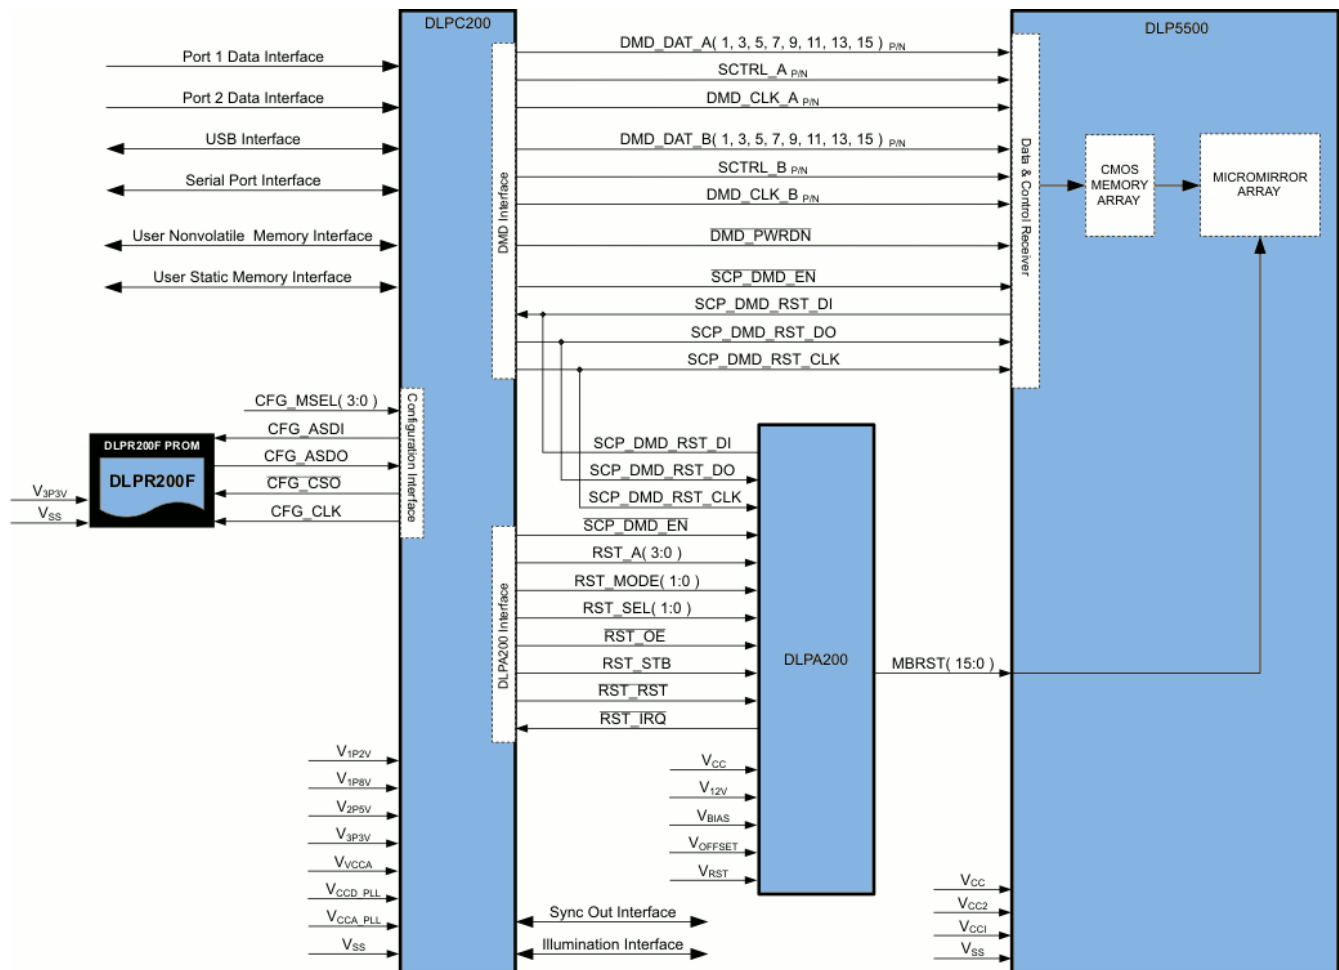 DLPC200
DLP5500
Port 1 Data Interface
Port 2 Data Interface
USB Interface
Serial Port Interface
User Nonvolatile Memory Interface
User Static Memory Interface
DMD Interface
DMD_DAT_A( 1, 3, 5, 7, 9, 11, 13, 15 ) P/N
SCTRL_A P/N
DMD_CLK_A P/N
DMD_DAT_B( 1, 3, 5, 7, 9, 11, 13, 15 ) P/N
SCTRL_B P/N
DMD_CLK_B P/N
DMD_PWRDN
SCP_DMD_EN
SCP_DMD_RST_DI
SCP_DMD_RST_DO
SCP_DMD_RST_CLK
Data & Control Receiver
CMOS
MEMORY
ARRAY
MICROMIRROR
ARRAY
CFG_MSEL( 3:0 )
CFG_ASDI
CFG_ASDO
CFG_CSO
CFG_CLK
Configuration Interface
DLPR200F PROM
DLPR200F
V3P3V
VSS
SCP_DMD_RST_DI
SCP_DMD_RST_DO
SCP_DMD_RST_CLK
SCP_DMD_EN
RST_A( 3:0 )
RST_MODE( 1:0 )
RST_SEL( 1:0 )
RST_OE
RST_STB
RST_RST
RST_IRQ
DLPA200 Interface
DLPA200
MBRST( 15:0 )
V1P2V
V1P8V
V2P5V
V3P3V
VVCCA
VCCD_PLL
VCCA_PLL
VSS
VCC
V12V
VBIAS
VOFFSET
VRST
Sync Out Interface
Illumination Interface
VCC
VCC2
VCCI
VSS